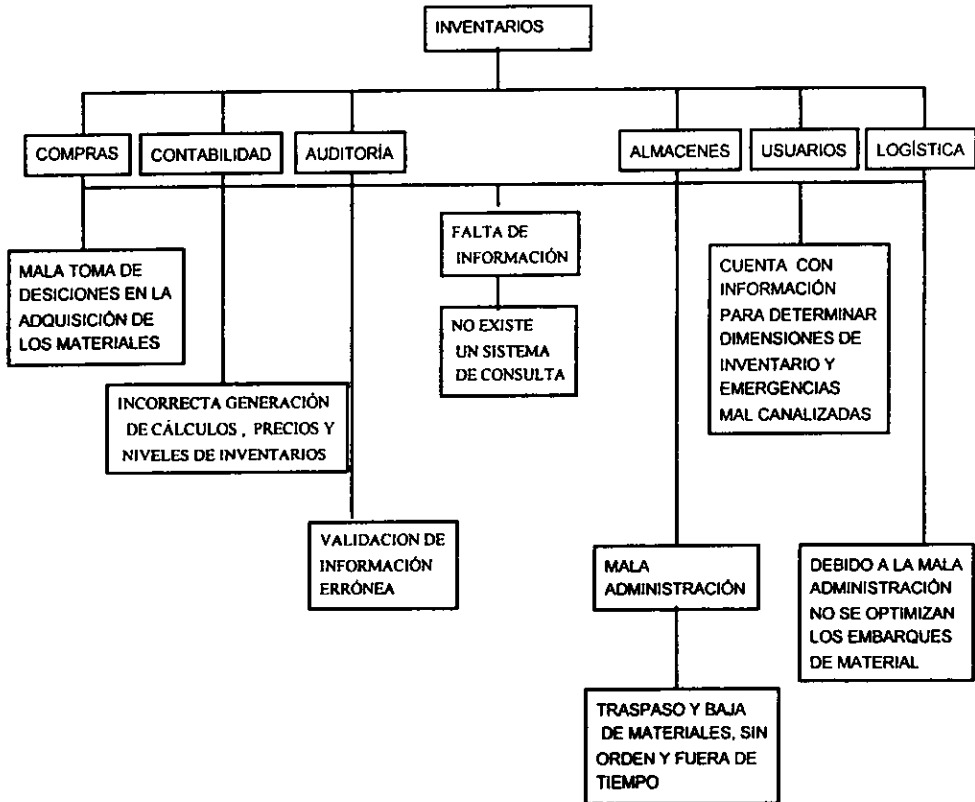 INVENTARIOS
COMPRAS
CONTABILIDAD
AUDITORÍA
ALMACENES
USUARIOS
LOGÍSTICA
MALA TOMA DE
DESICIONES EN LA
ADQUISICIÓN DE
LOS MATERIALES
FALTA DE
INFORMACIÓN
NO EXISTE
UN SISTEMA
DE CONSULTA
CUENTA CON
INFORMACIÓN
PARA DETERMINAR
DIMENSIONES DE
INVENTARIO Y
EMERGENCIAS
MAL CANALIZADAS
INCORRECTA GENERACIÓN
DE CÁLCULOS , PRECIOS Y
NIVELES DE INVENTARIOS
VALIDACION DE
INFORMACIÓN
ERRÓNEA
MALA
ADMINISTRACIÓN
DEBIDO A LA MALA
ADMINISTRACIÓN
NO SE OPTIMIZAN
LOS EMBARQUES
DE MATERIAL
TRASPASO Y BAJA
DE MATERIALES, SIN
ORDEN Y FUERA DE
TIEMPO